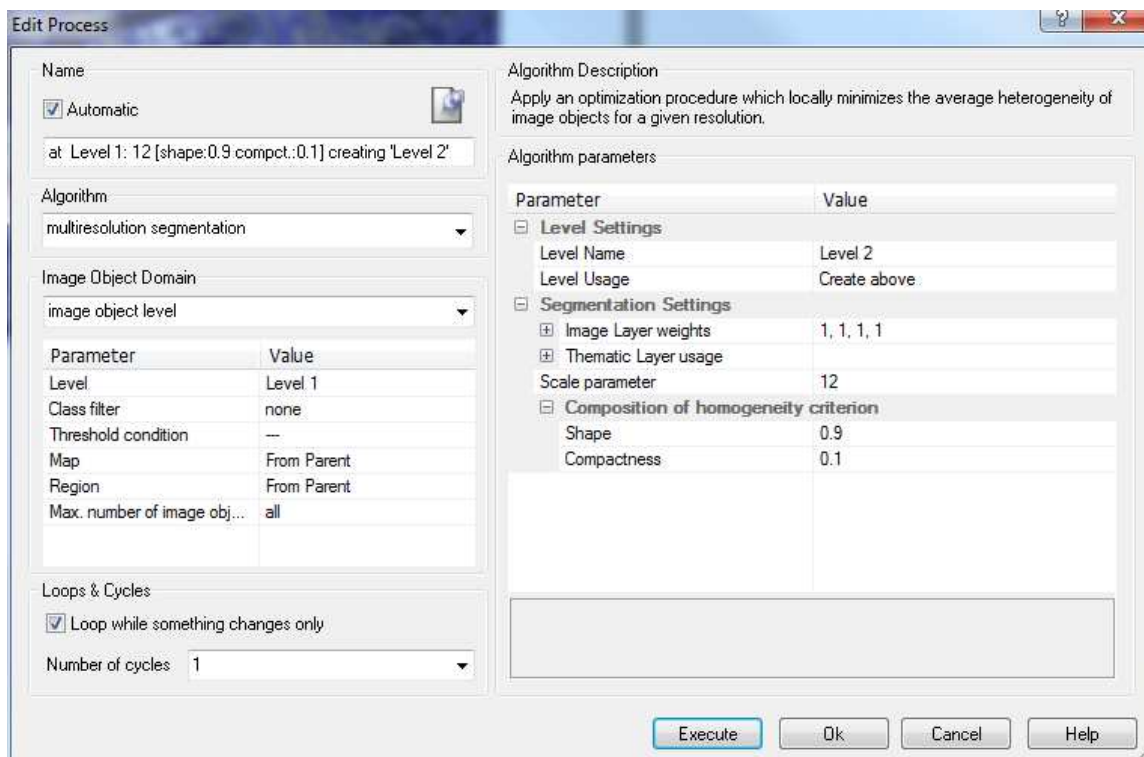 Edit Process
Name
Automatic
at Level 1: 12 [shape:0.9 compct.:0.1] creating 'Level 2'
Algorithm
multiresolution segmentation
Image Object Domain
image object level
Parameter Value
Level Level 1
Class filter none
Threshold condition ---
Map From Parent
Region From Parent
Max. number of image obj... all
Loops & Cycles
Loop while something changes only
Number of cycles 1
Algorithm Description
Apply an optimization procedure which locally minimizes the average heterogeneity of
image objects for a given resolution.
Algorithm parameters
Parameter Value
Level Settings
Level Name Level 2
Level Usage Create above
Segmentation Settings
Image Layer weights 1, 1, 1, 1
Thematic Layer usage
Scale parameter 12
Composition of homogeneity criterion
Shape 0.9
Compactness 0.1
Execute Ok Cancel Help